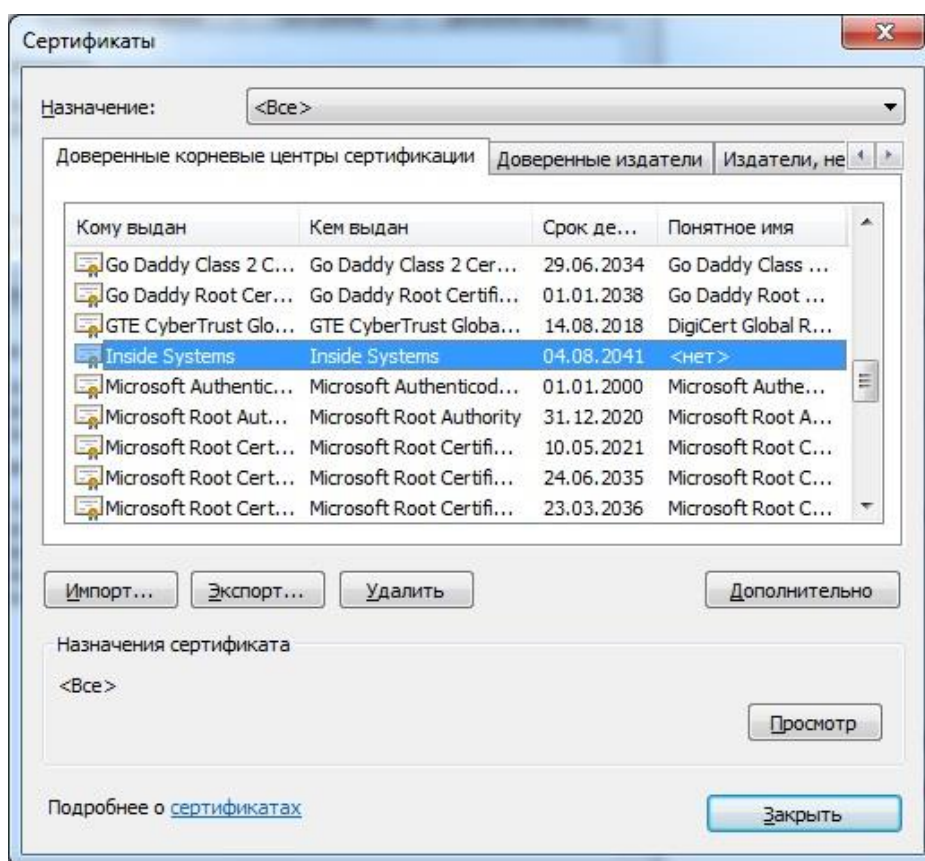 Сертификаты
Назначение: <Все>
Доверенные корневые центры сертификации Доверенные издатели Издатели, не
Кому выдан Кем выдан Срок де... Понятное имя
Go Daddy Class 2 C... Go Daddy Class 2 Cer... 29.06.2034 Go Daddy Class ...
Go Daddy Root Cer... Go Daddy Root Certifi... 01.01.2038 Go Daddy Root ...
GTE CyberTrust Glo... GTE CyberTrust Globa... 14.08.2018 DigiCert Global R...
Inside Systems Inside Systems 04.08.2041 <нет>
Microsoft Authentic... Microsoft Authenticod... 01.01.2000 Microsoft Authe...
Microsoft Root Aut... Microsoft Root Authority 31.12.2020 Microsoft Root A...
Microsoft Root Cert... Microsoft Root Certifi... 10.05.2021 Microsoft Root C...
Microsoft Root Cert... Microsoft Root Certifi... 24.06.2035 Microsoft Root C...
Microsoft Root Cert... Microsoft Root Certifi... 23.03.2036 Microsoft Root C...
Импорт... Экспорт... Удалить Дополнительно
Назначения сертификата
<Все>
Просмотр
Подробнее о сертификатах
Закрыть